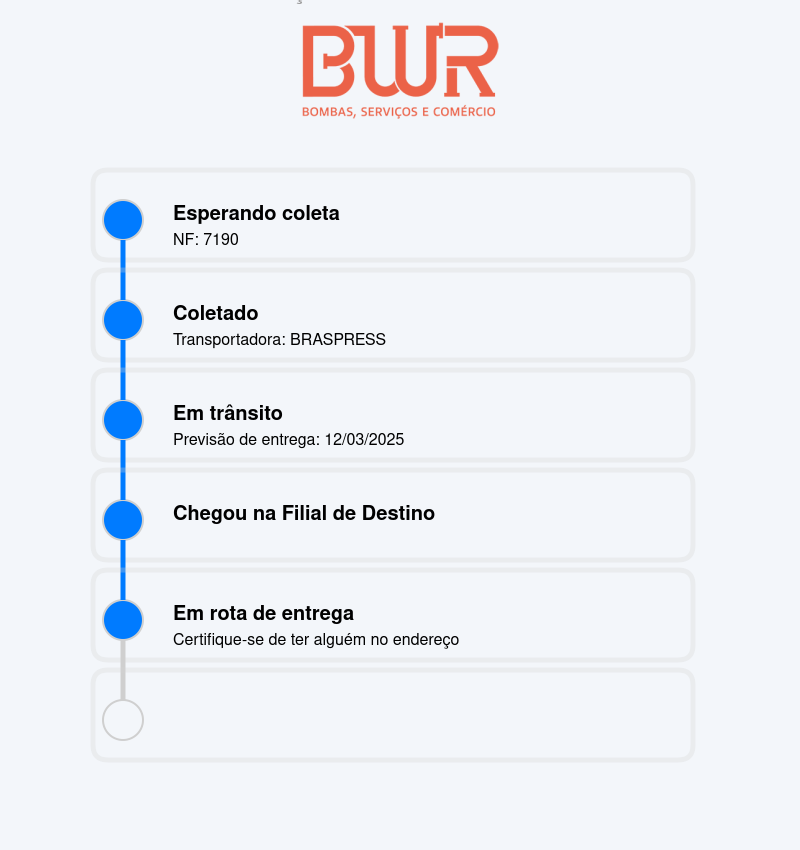 BWR
BOMBAS, SERVIÇOS E COMÉRCIO
Esperando coleta
NF: 7190
Coletado
Transportadora: BRASPRESS
Em trânsito
Previsão de entrega: 12/03/2025
Chegou na Filial de Destino
Em rota de entrega
Certifique-se de ter alguém no endereço